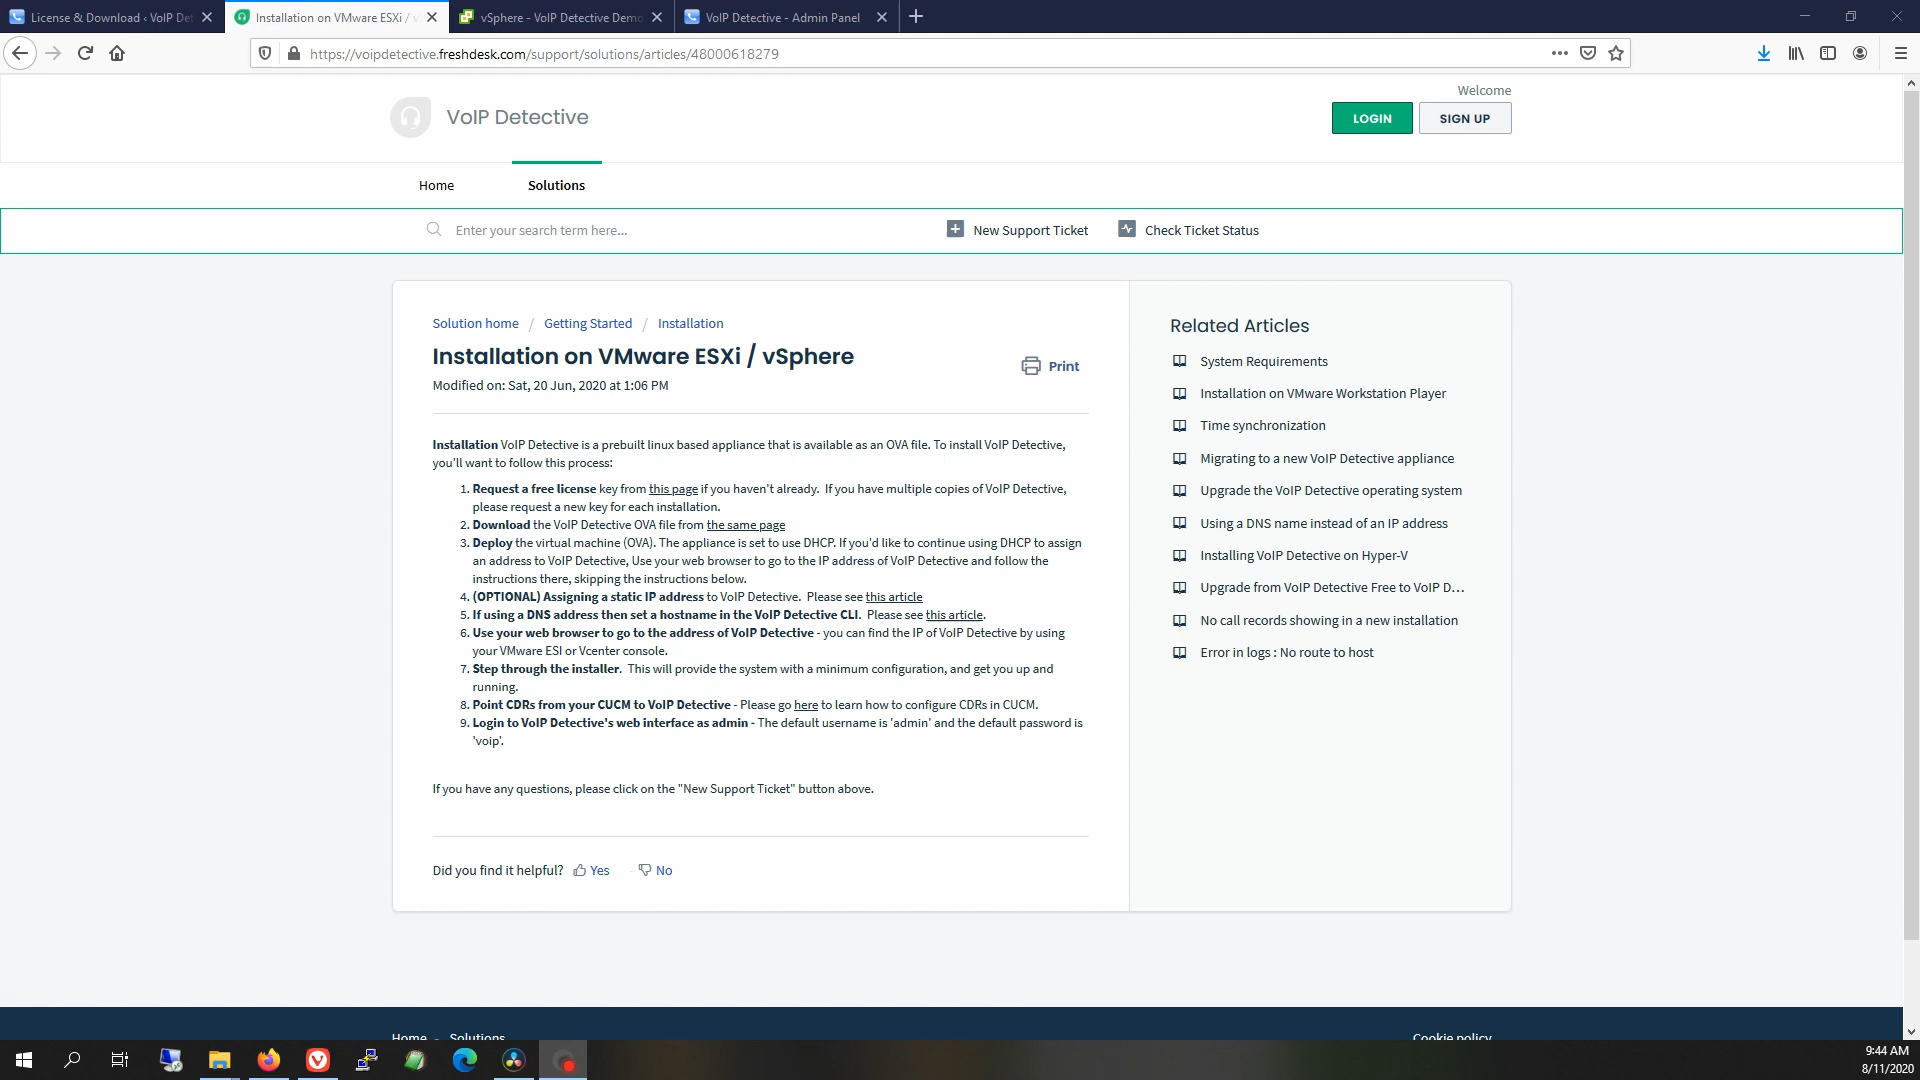 License & Download ‹ VoIP Det
Installation on VMware ESXi / v
vSphere - VoIP Detective Demo
VoIP Detective - Admin Panel
https://voipdetective.freshdesk.com/support/solutions/articles/48000618279
Welcome
VoIP Detective
LOGIN
SIGN UP
Home
Solutions
Enter your search term here...
New Support Ticket
Check Ticket Status
Solution home / Getting Started / Installation
Installation on VMware ESXi / vSphere
Print
Modified on: Sat, 20 Jun, 2020 at 1:06 PM
Installation VoIP Detective is a prebuilt linux based appliance that is available as an OVA file. To install VoIP Detective,
you'll want to follow this process:
1. Request a free license key from this page if you haven't already. If you have multiple copies of VoIP Detective,
please request a new key for each installation.
2. Download the VoIP Detective OVA file from the same page
3. Deploy the virtual machine (OVA). The appliance is set to use DHCP. If you'd like to continue using DHCP to assign
an address to VoIP Detective, Use your web browser to go to the IP address of VoIP Detective and follow the
instructions there, skipping the instructions below.
4. (OPTIONAL) Assigning a static IP address to VoIP Detective. Please see this article
5. If using a DNS address then set a hostname in the VoIP Detective CLI. Please see this article.
6. Use your web browser to go to the address of VoIP Detective - you can find the IP of VoIP Detective by using
your VMware ESI or Vcenter console.
7. Step through the installer. This will provide the system with a minimum configuration, and get you up and
running.
8. Point CDRs from your CUCM to VoIP Detective - Please go here to learn how to configure CDRs in CUCM.
9. Login to VoIP Detective's web interface as admin - The default username is 'admin' and the default password is
'voip'.
If you have any questions, please click on the "New Support Ticket" button above.
Did you find it helpful? Yes No
Related Articles
System Requirements
Installation on VMware Workstation Player
Time synchronization
Migrating to a new VoIP Detective appliance
Upgrade the VoIP Detective operating system
Using a DNS name instead of an IP address
Installing VoIP Detective on Hyper-V
Upgrade from VoIP Detective Free to VoIP D...
No call records showing in a new installation
Error in logs : No route to host
Home - Solutions
Cookie policy
9:44 AM
8/11/2020